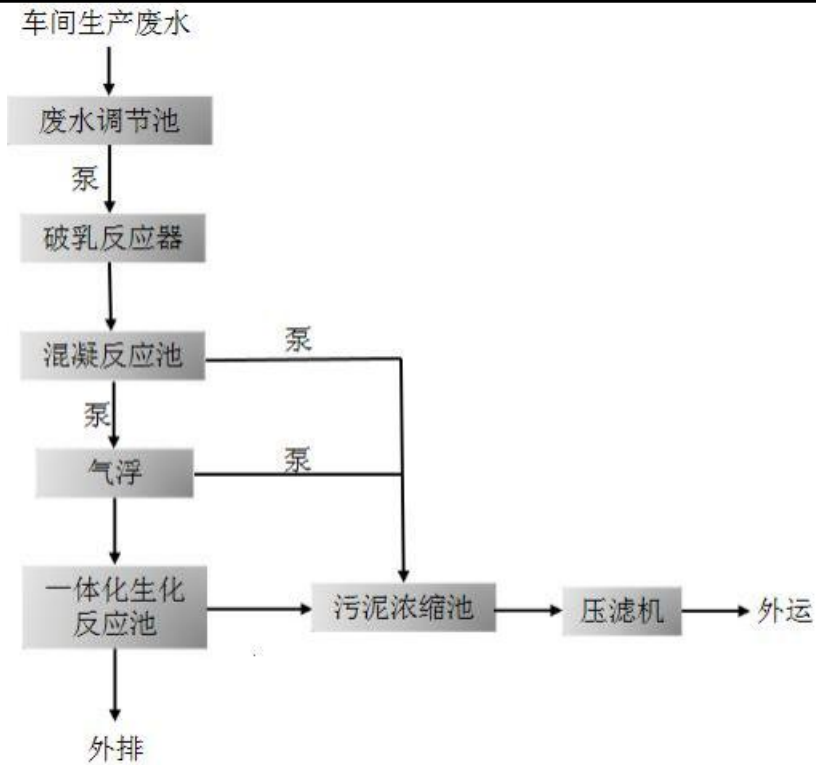 车间生产废水
废水调节池
泵
破乳反应器
混凝反应池
泵
泵
气浮
泵
一体化生化
反应池
污泥浓缩池
压滤机
外运
外排